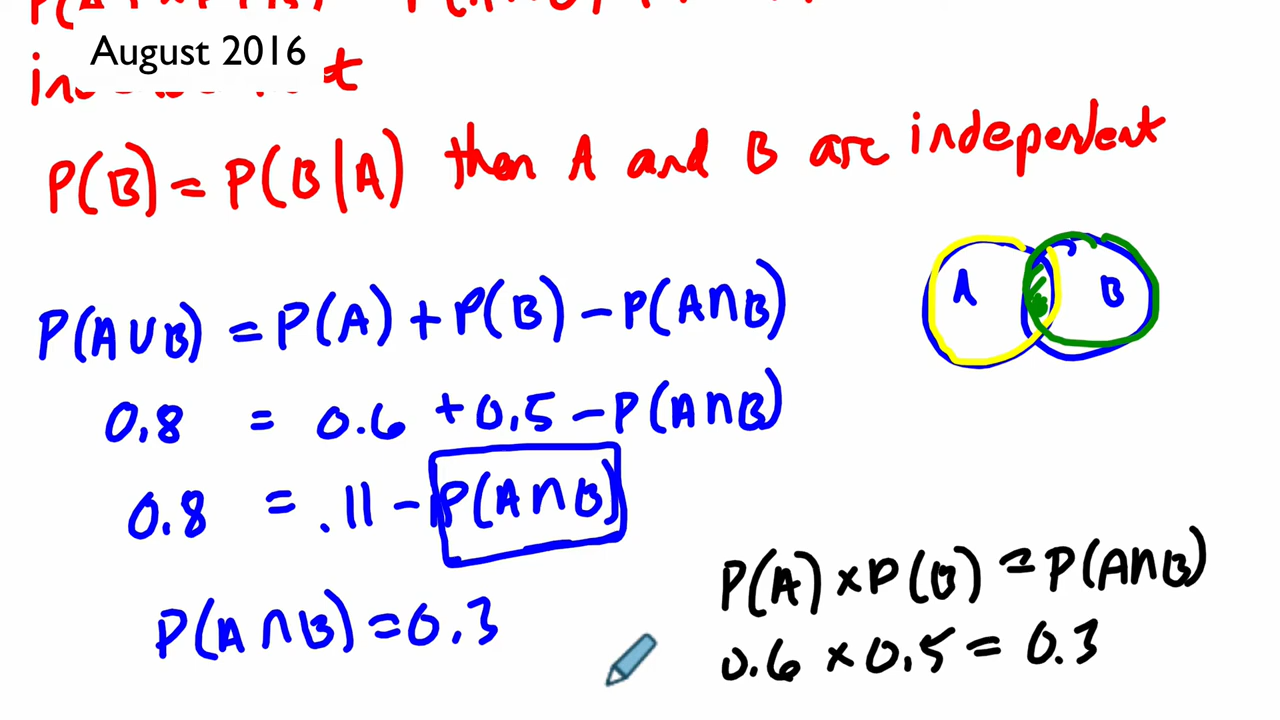 August 2016
P(B) = P(B|A) then A and B are independent
A B
P(A∪B) = P(A) + P(B) - P(A∩B)
0.8 = 0.6 + 0.5 - P(A∩B)
0.8 = .11 - P(A∩B)
P(A∩B) = 0.3
P(A) × P(B) = P(A∩B)
0.6 × 0.5 = 0.3